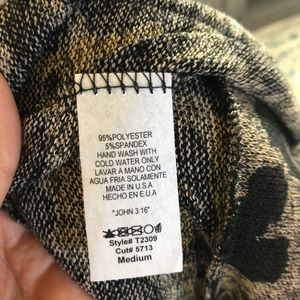 95%POLYESTER
5%SPANDEX
HAND WASH WITH
COLD WATER ONLY
LAVAR A MANO CON
AGUA FRIA SOLAMENTE
MADE IN U.S.A
HECHO EN E.U.A
"JOHN 3:16"
Style# T2309
Cut# 5713
Medium